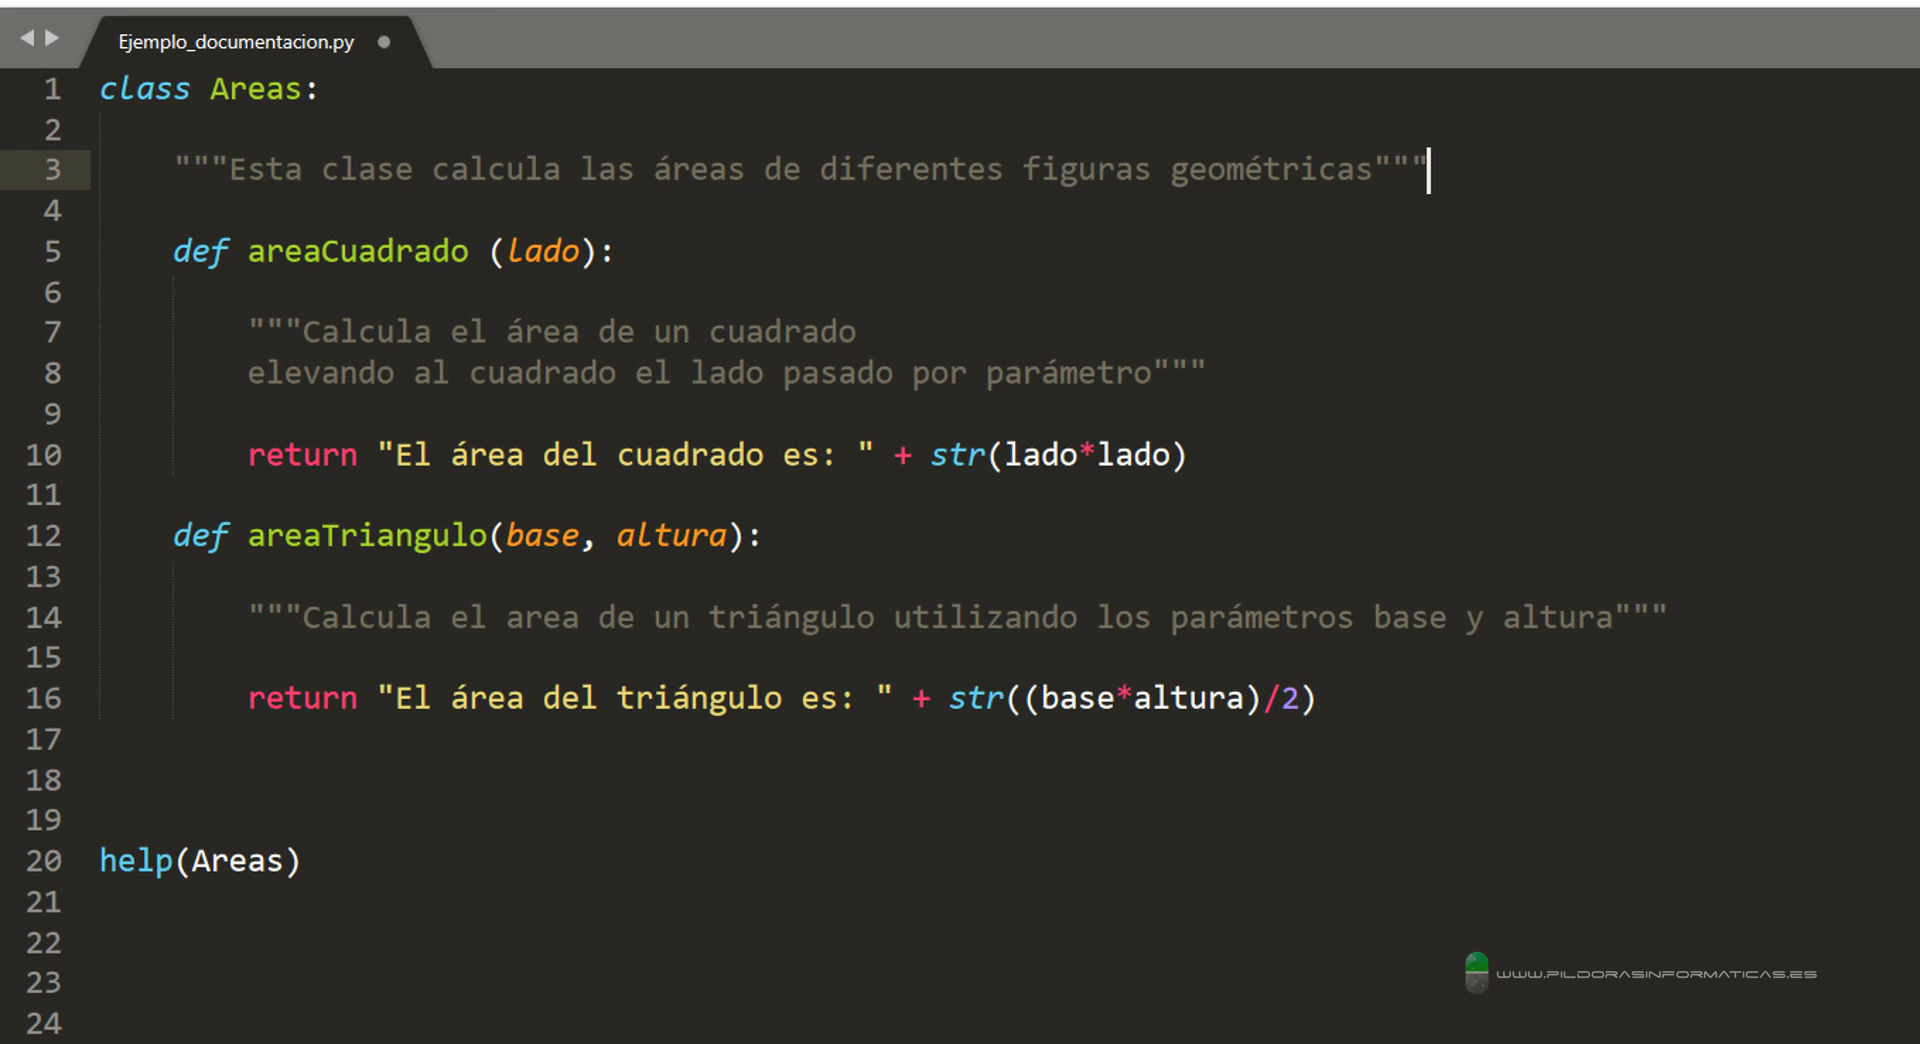 Ejemplo_documentacion.py
1 class Areas:
2
3 """Esta clase calcula las áreas de diferentes figuras geométricas"""
4
5 def areaCuadrado (lado):
6
7 """Calcula el área de un cuadrado
8 elevando al cuadrado el lado pasado por parámetro"""
9
10 return "El área del cuadrado es: " + str(lado*lado)
11
12 def areaTriangulo(base, altura):
13
14 """Calcula el area de un triángulo utilizando los parámetros base y altura"""
15
16 return "El área del triángulo es: " + str((base*altura)/2)
17
18
19
20 help(Areas)
21
22
23
24
WWW.PILDORASINFORMATICAS.ES